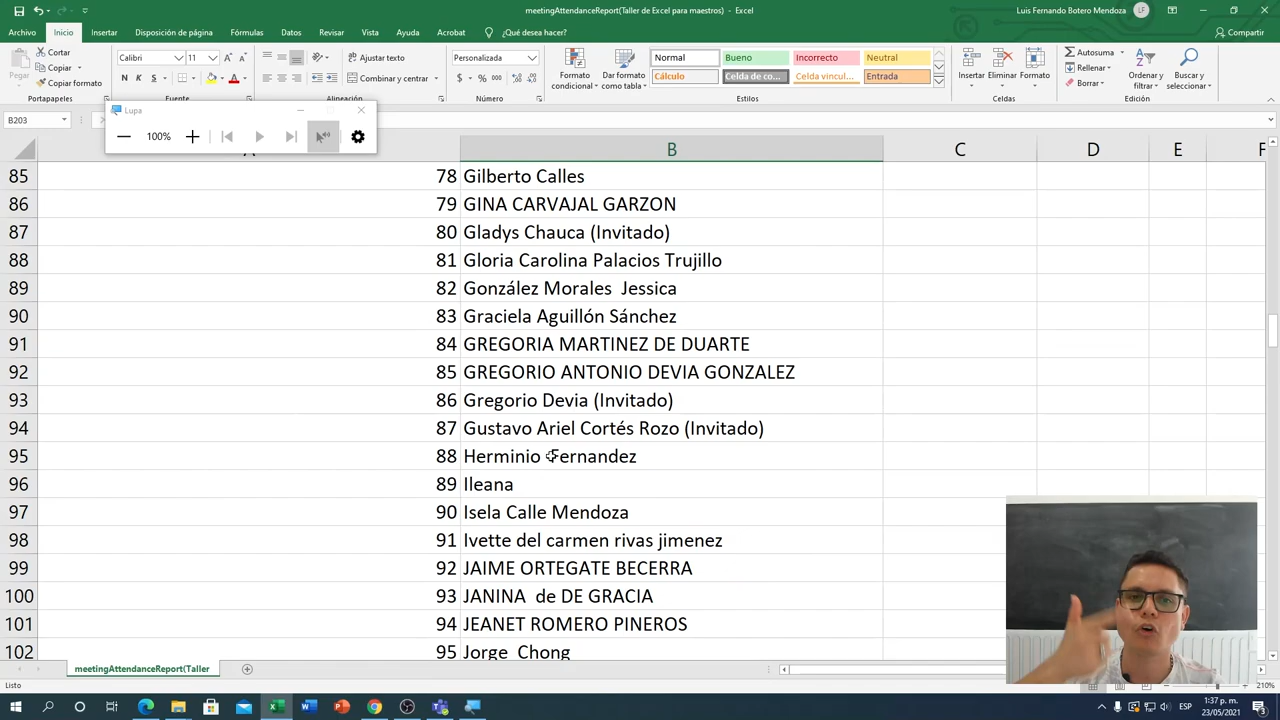 meetingAttendanceReport(Taller de Excel para maestros) - Excel
Luis Fernando Botero Mendoza LF
Archivo Inicio Insertar Disposición de página Fórmulas Datos Revisar Vista Ayuda Acrobat ¿Qué desea hacer? Compartir
Pegar
Cortar
Copiar
Portapapeles
Calibri 11
N K S
Fuente
Ajustar texto
Combinar y centrar
Alineación
Personalizada
$ % 000
Número
Formato condicional
Dar formato como tabla
Normal Bueno Incorrecto Neutral
Cálculo Celda de co... Celda vincul... Entrada
Estilos
Insertar Eliminar Formato
Celdas
Autosuma
Rellenar
Borrar
Ordenar y filtrar
Buscar y seleccionar
Edición
Lupa
100%
B203
A B C D E F
85 78 Gilberto Calles
86 79 GINA CARVAJAL GARZON
87 80 Gladys Chauca (Invitado)
88 81 Gloria Carolina Palacios Trujillo
89 82 González Morales  Jessica
90 83 Graciela Aguillón Sánchez
91 84 GREGORIA MARTINEZ DE DUARTE
92 85 GREGORIO ANTONIO DEVIA GONZALEZ
93 86 Gregorio Devia (Invitado)
94 87 Gustavo Ariel Cortés Rozo (Invitado)
95 88 Herminio Fernandez
96 89 Ileana
97 90 Isela Calle Mendoza
98 91 Ivette del carmen rivas jimenez
99 92 JAIME ORTEGATE BECERRA
100 93 JANINA  de DE GRACIA
101 94 JEANET ROMERO PINEROS
102 95 Jorge  Chong
meetingAttendanceReport(Taller
Listo
210%
ESP
1:37 p. m.
23/05/2021